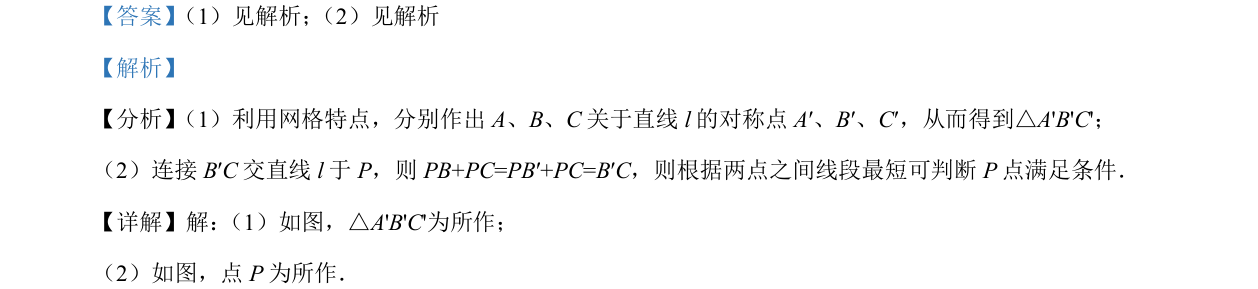 【答案】（1）见解析；（2）见解析
【解析】
【分析】（1）利用网格特点，分别作出 A、B、C 关于直线 l 的对称点 A′、B′、C′，从而得到△A'B'C'；
（2）连接 B′C 交直线 l 于 P，则 PB+PC=PB′+PC=B′C，则根据两点之间线段最短可判断 P 点满足条件．
【详解】解：（1）如图，△A'B'C'为所作；
（2）如图，点 P 为所作．